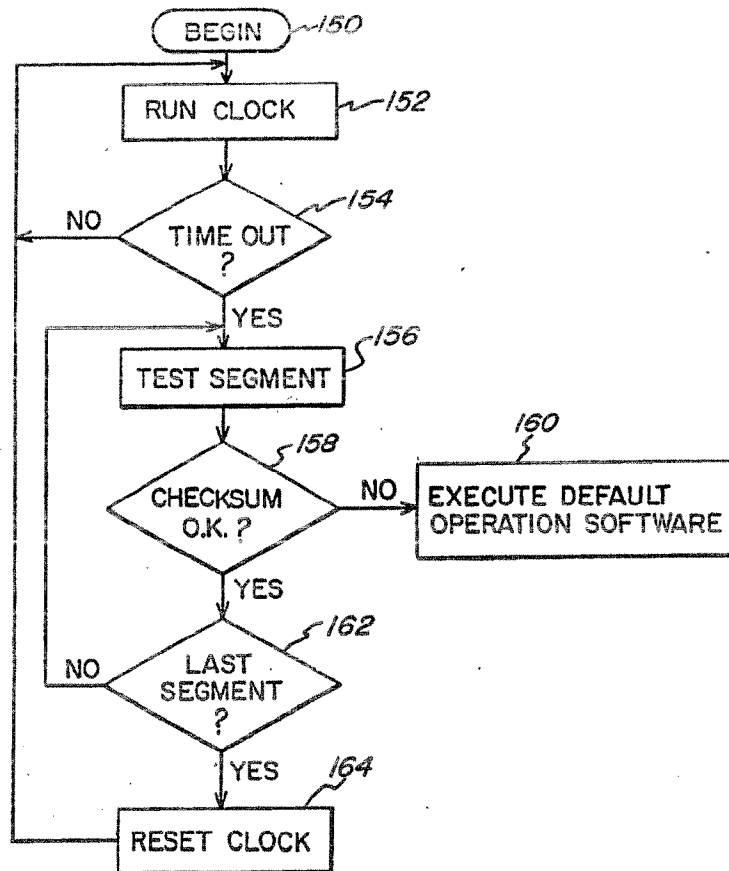 BEGIN
150
RUN CLOCK
152
154
NO
TIME OUT
?
YES
156
TEST SEGMENT
158
160
CHECKSUM
O.K. ?
NO
EXECUTE DEFAULT
OPERATION SOFTWARE
YES
162
NO
LAST
SEGMENT
?
YES
164
RESET CLOCK